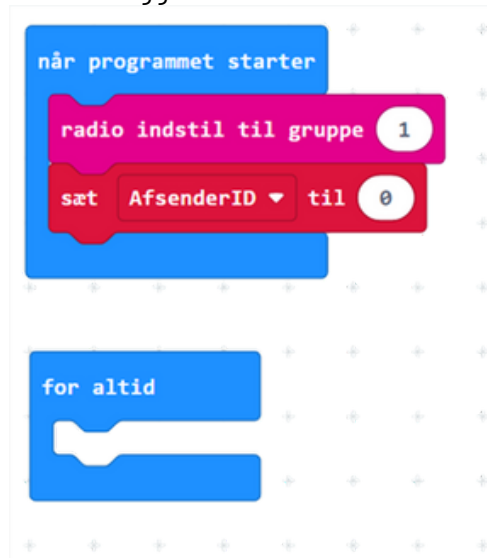 når programmet starter
radio indstil til gruppe 1
sæt AfsenderID til 0
for altid